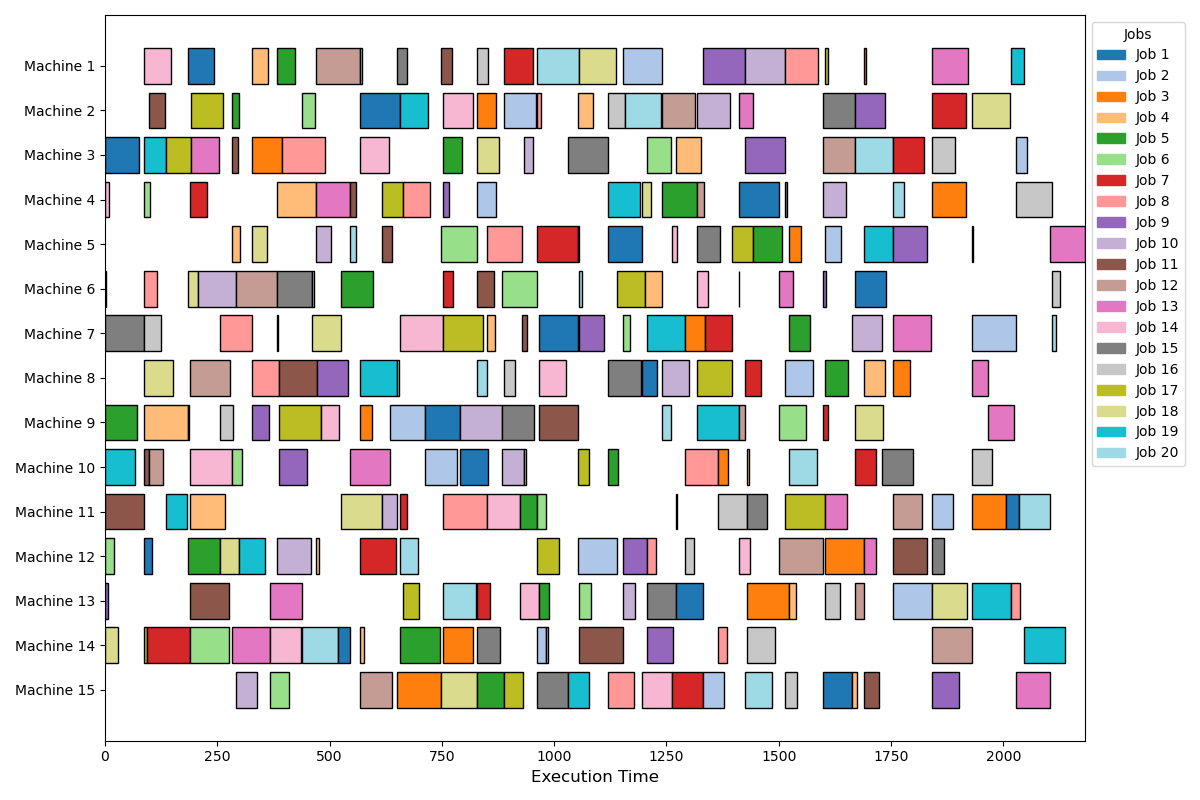 Machine 1
Machine 2
Machine 3
Machine 4
Machine 5
Machine 6
Machine 7
Machine 8
Machine 9
Machine 10
Machine 11
Machine 12
Machine 13
Machine 14
Machine 15
0 250 500 750 1000 1250 1500 1750 2000
Execution Time
Jobs
Job 1
Job 2
Job 3
Job 4
Job 5
Job 6
Job 7
Job 8
Job 9
Job 10
Job 11
Job 12
Job 13
Job 14
Job 15
Job 16
Job 17
Job 18
Job 19
Job 20